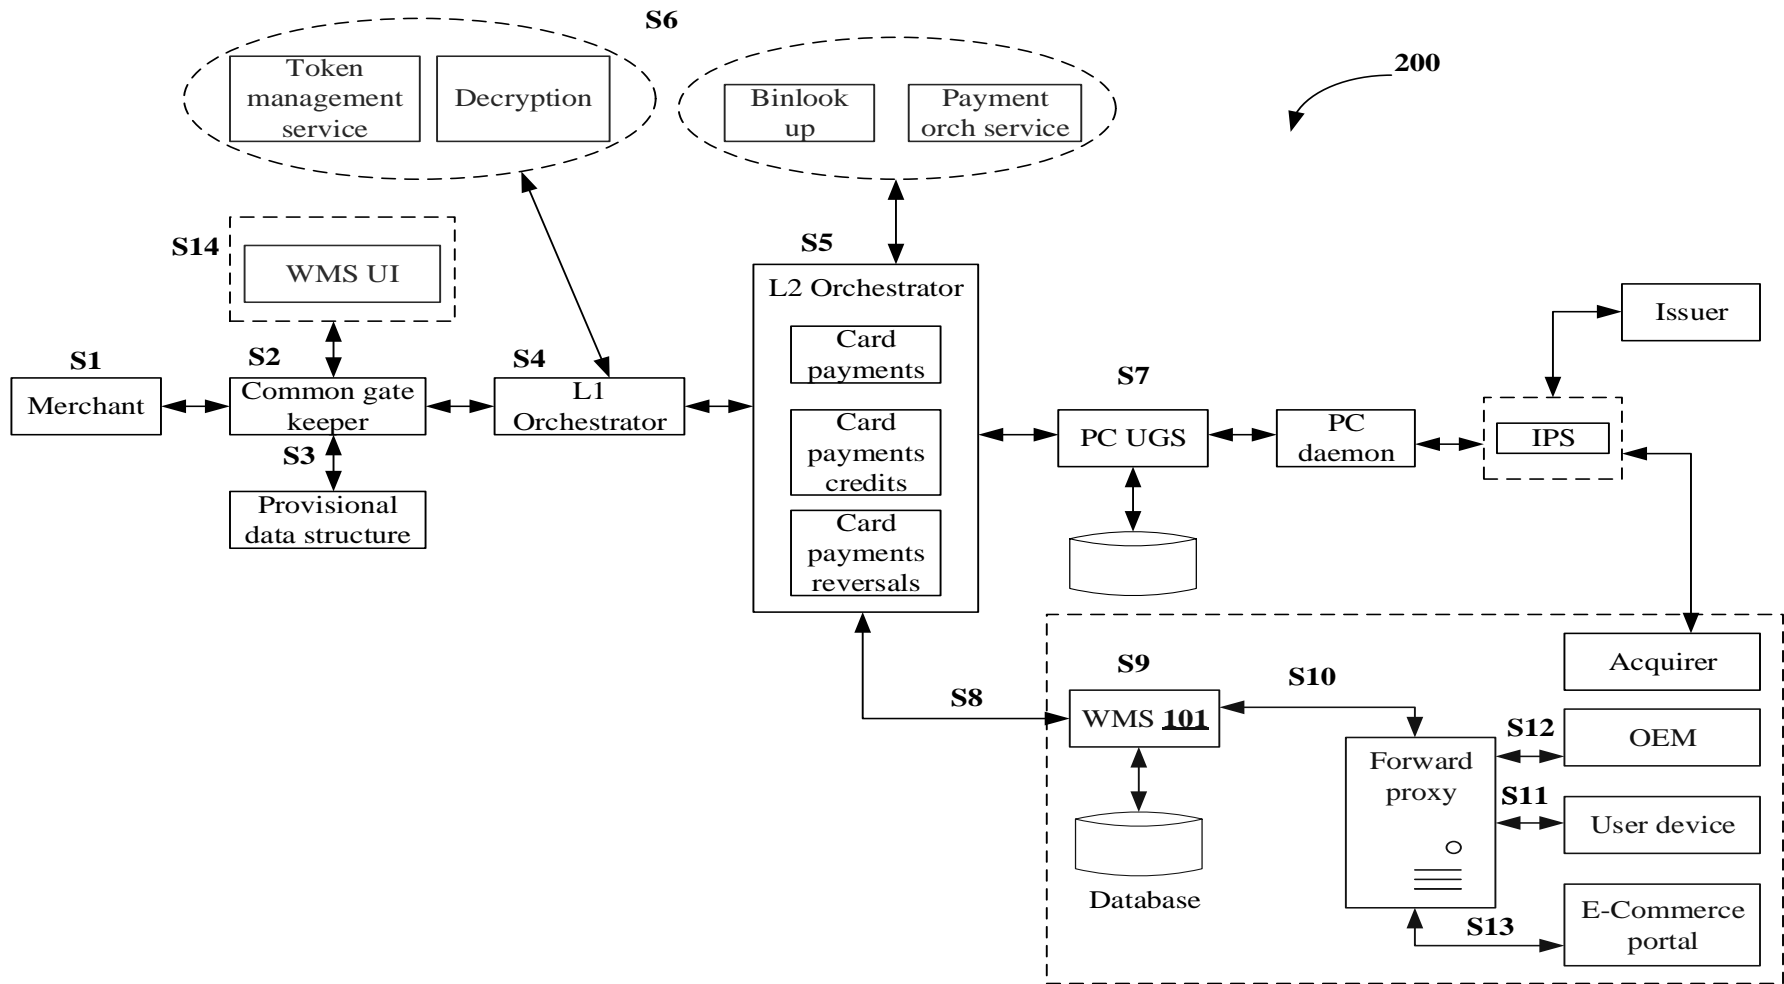 S6
200
Token
management
service
Decryption
Binlook
up
Payment
orch service
S14
WMS UI
S5
L2 Orchestrator
Card
payments
Card
payments
credits
Card
payments
reversals
Issuer
S1
Merchant
S2
Common gate
keeper
S4
L1
Orchestrator
S3
Provisional
data structure
S7
PC UGS
PC
daemon
IPS
S8
S9
WMS 101
Database
S10
Forward
proxy
Acquirer
S12
OEM
S11
User device
S13
E-Commerce
portal